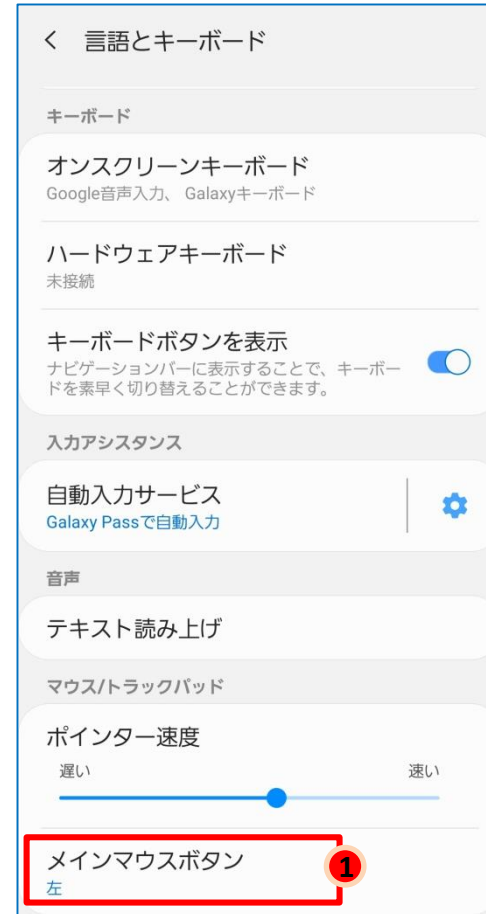 言語とキーボード
キーボード
オンスクリーンキーボード
Google音声入力、 Galaxyキーボード
ハードウェアキーボード
未接続
キーボードボタンを表示
ナビゲーションバーに表示することで、キーボー
ドを素早く切り替えることができます。
入力アシスタンス
自動入力サービス
Galaxy Passで自動入力
音声
テキスト読み上げ
マウス/トラックパッド
ポインター速度
遅い 速い
メインマウスボタン 1
左